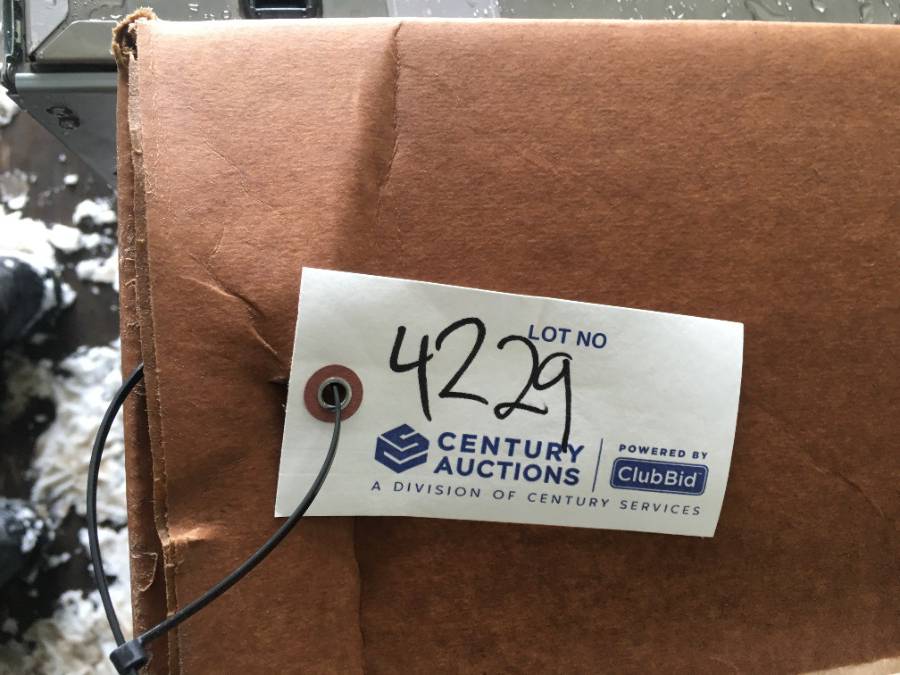 LOT NO
4229
CENTURY
AUCTIONS
A DIVISION OF CENTURY SERVICES
POWERED BY
ClubBid